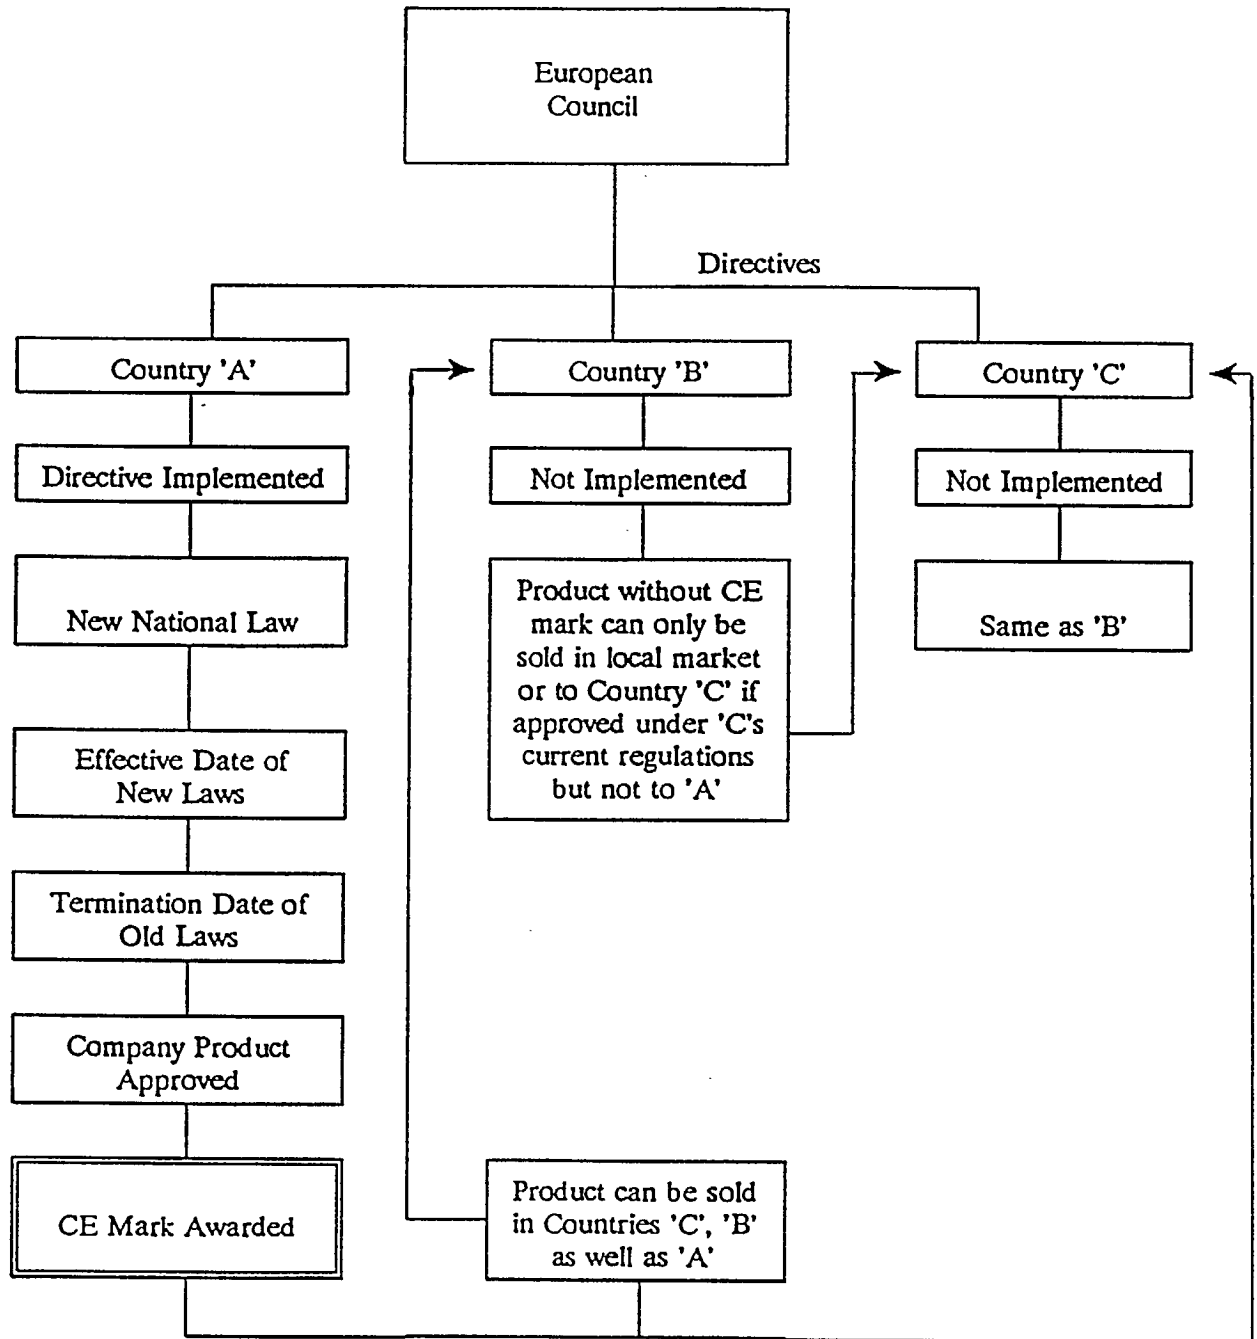 European
Council
Directives
Country 'A'
Directive Implemented
New National Law
Effective Date of
New Laws
Termination Date of
Old Laws
Company Product
Approved
CE Mark Awarded
Country 'B'
Not Implemented
Product without CE
mark can only be
sold in local market
or to Country 'C' if
approved under 'C's
current regulations
but not to 'A'
Product can be sold
in Countries 'C', 'B'
as well as 'A'
Country 'C'
Not Implemented
Same as 'B'